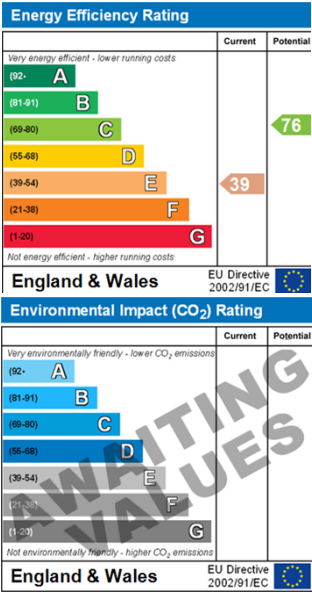 Energy Efficiency Rating
Current Potential
Very energy efficient - lower running costs
(92- A
(81-91) B
(69-80) C
76
(55-68) D
(39-54) E
39
(21-38) F
(1-20) G
Not energy efficient - higher running costs
England & Wales
EU Directive
2002/91/EC
Environmental Impact (CO2) Rating
Current Potential
Very environmentally friendly - lower CO2 emissions
(92- A
(81-91) B
(69-80) C
(55-68) D
(39-54) E
(21-38) F
(1-20) G
AWAITING
VALUES
Not environmentally friendly - higher CO2 emissions
England & Wales
EU Directive
2002/91/EC